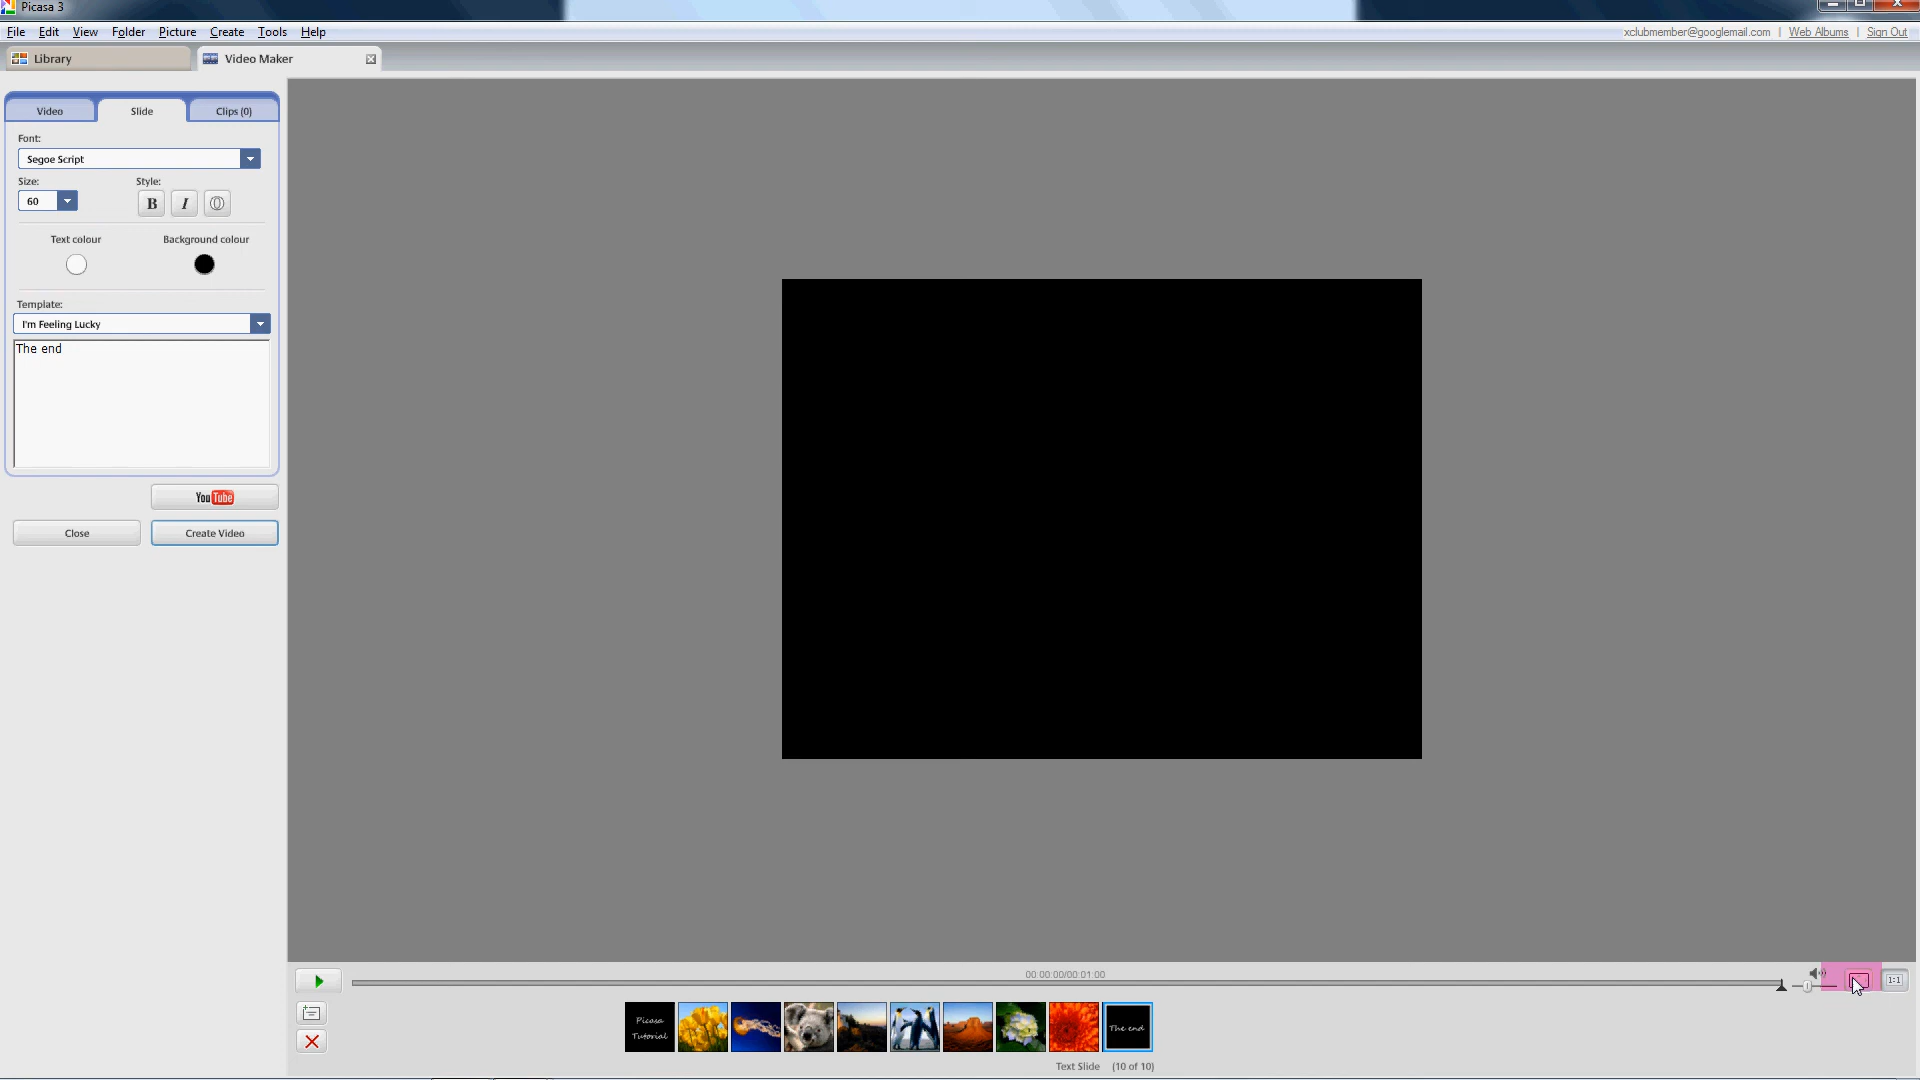 Picasa 3
File Edit View Folder Picture Create Tools Help
xclubmember@googlemail.com | Web Albums | Sign Out
Library
Video Maker
Video
Slide
Clips (0)
Font:
Segoe Script
Size:
Style:
60
B
I
Text colour
Background colour
Template:
I'm Feeling Lucky
The end
YouTube
Close
Create Video
00:00:00/00:01:00
1:1
Picasa
Tutorial
The end
Text Slide (10 of 10)